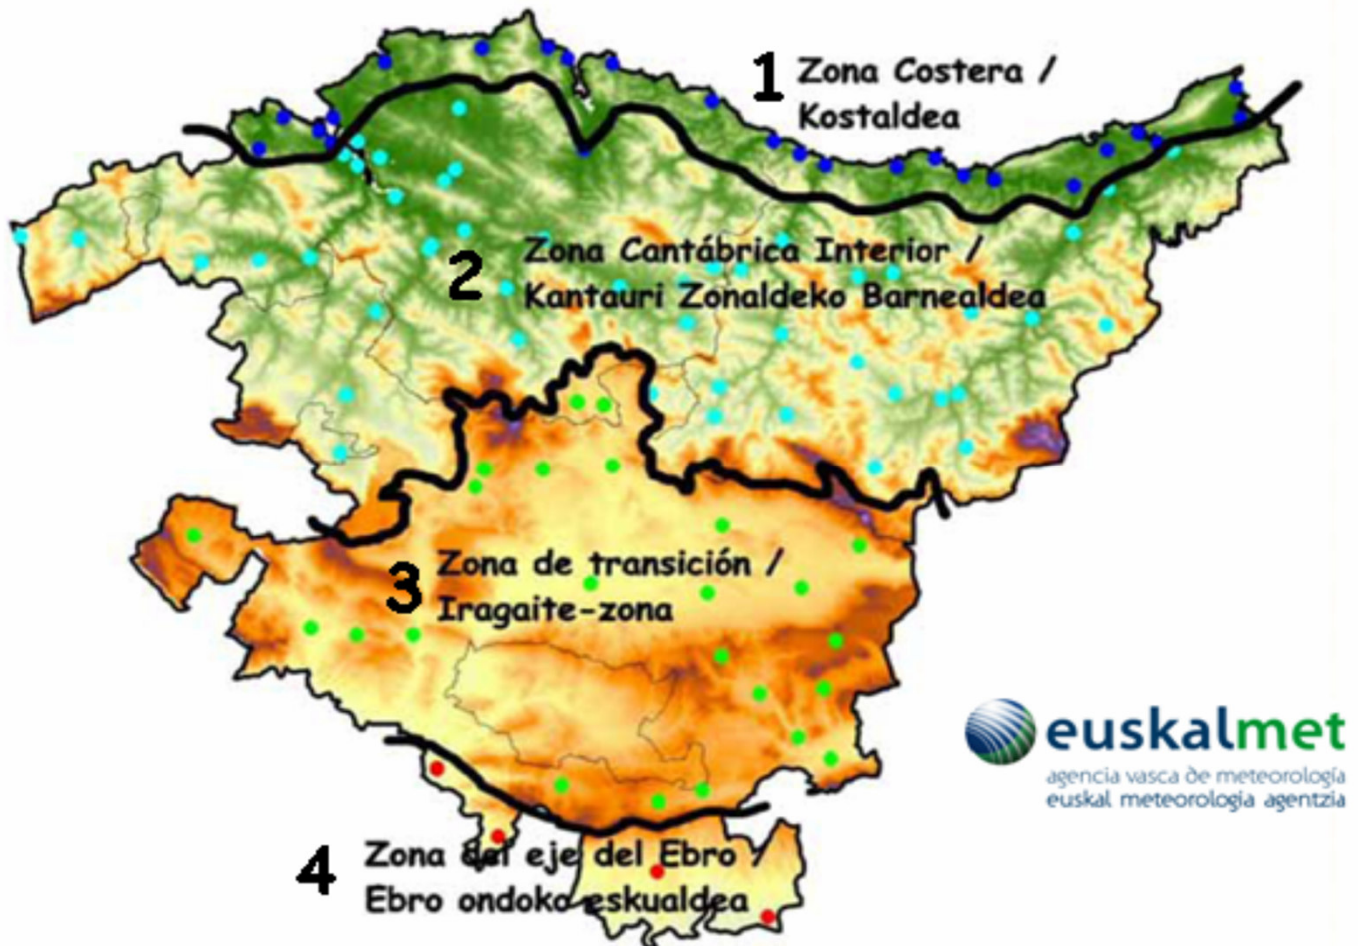 1 Zona Costera /
Kostaldea
2 Zona Cantábrica Interior /
Kantauri Zonaldeko Barnealdea
3 Zona de transición /
Iragaite-zona
euskalmet
agencia vasca de meteorología
euskal meteorologia agentzia
4 Zona del eje del Ebro /
Ebro ondoko eskualdea